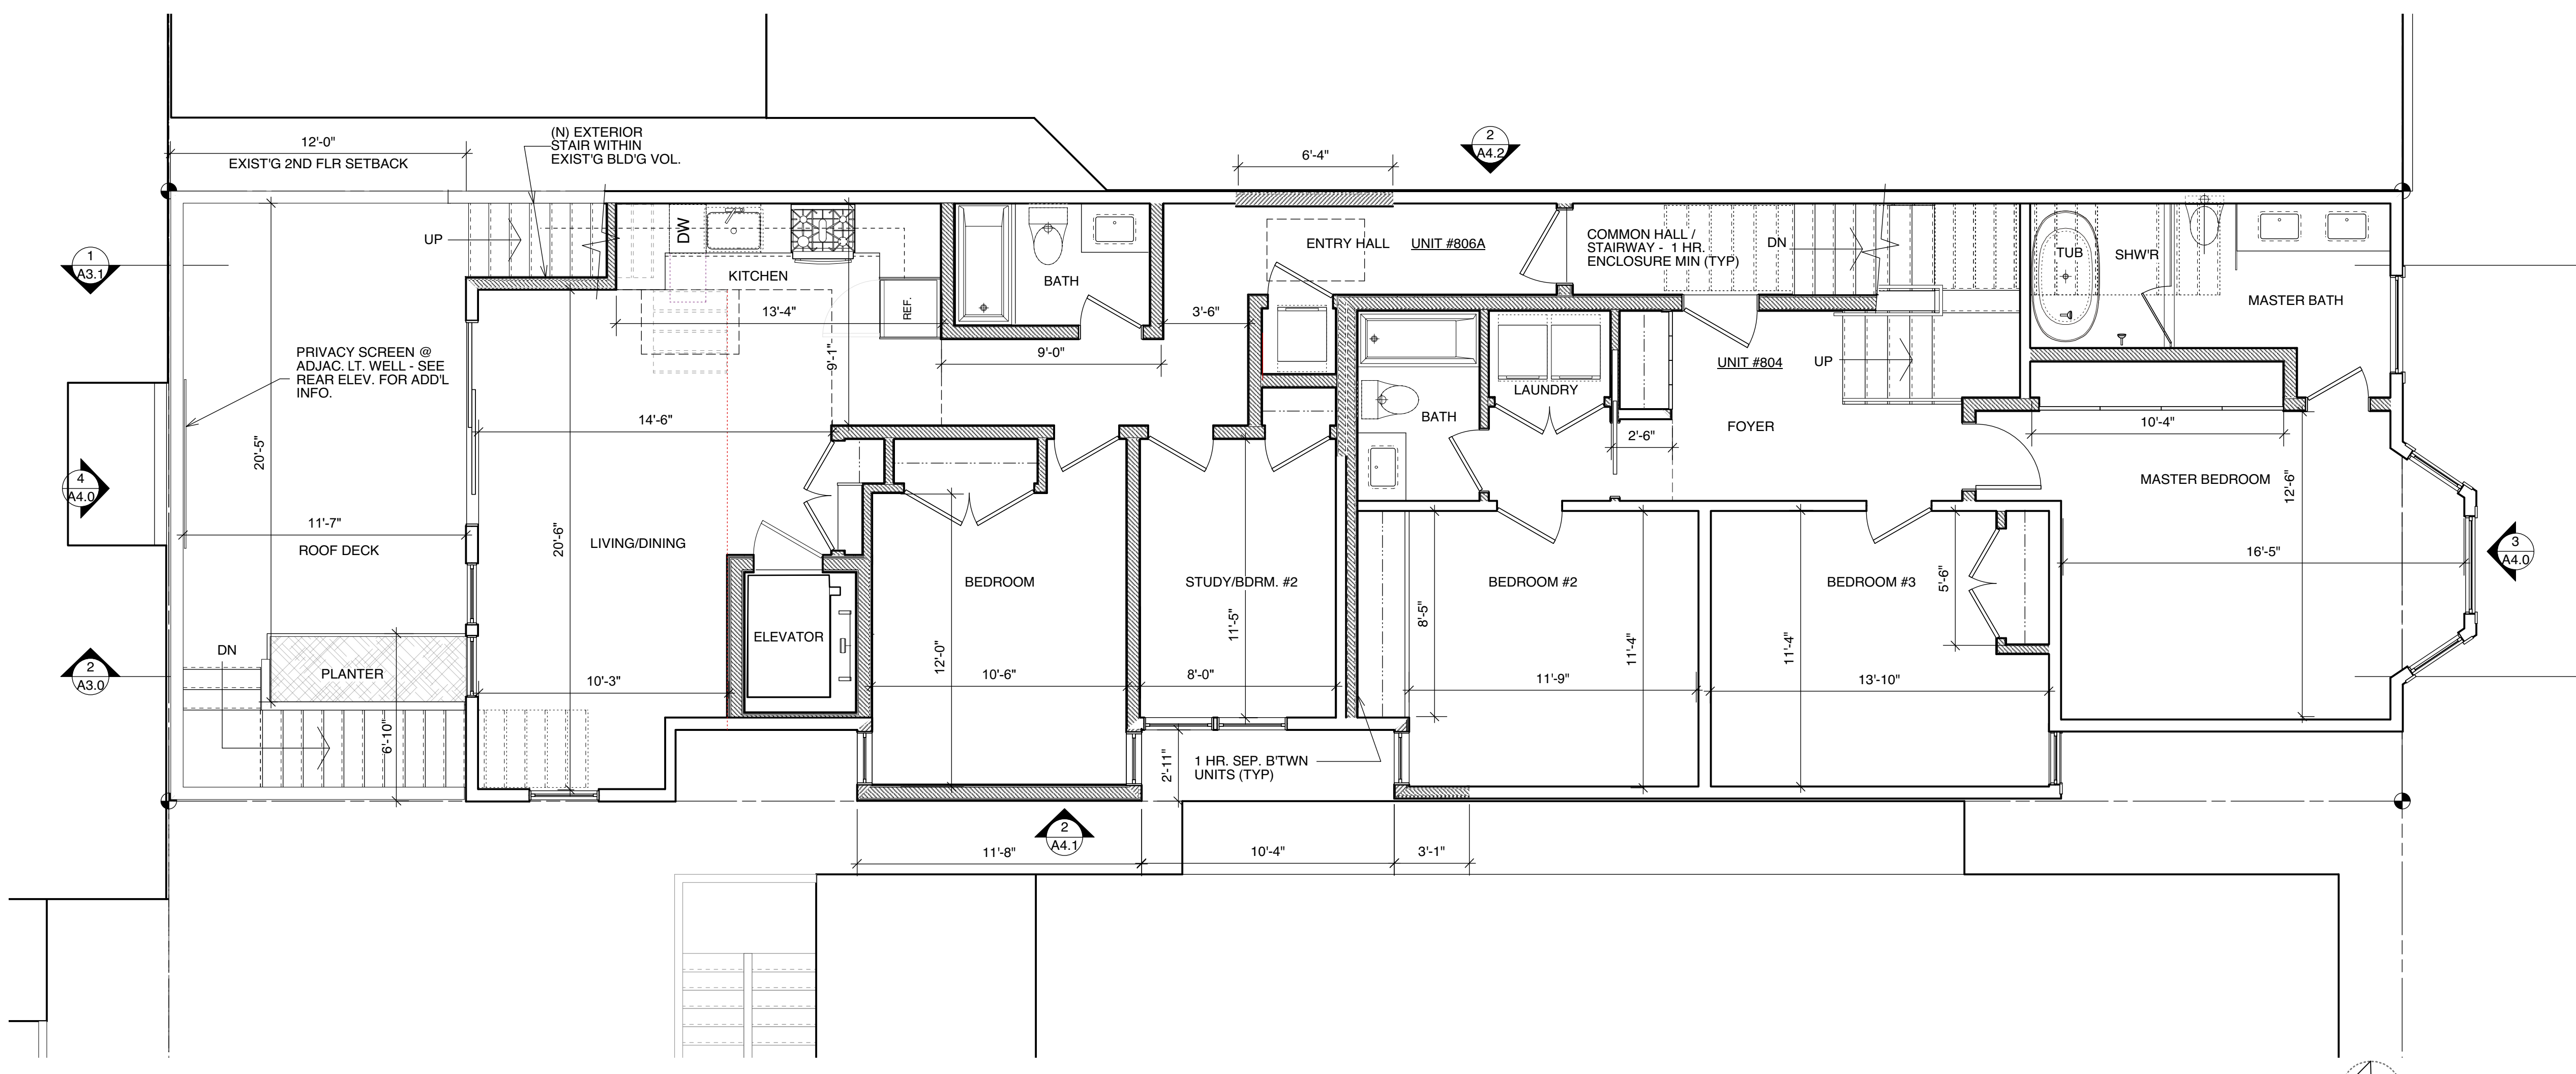 12'-0"
EXIST'G 2ND FLR SETBACK
(N) EXTERIOR
STAIR WITHIN
EXIST'G BLD'G VOL.
6'-4"
2
A4.2
UP
DW
KITCHEN
13'-4"
REF.
9'-1"
BATH
9'-0"
3'-6"
ENTRY HALL
UNIT #806A
COMMON HALL /
STAIRWAY - 1 HR.
ENCLOSURE MIN (TYP)
DN
TUB
SHW'R
MASTER BATH
1
A3.1
PRIVACY SCREEN @
ADJAC. LT. WELL - SEE
REAR ELEV. FOR ADD'L
INFO.
20'-5"
14'-6"
BATH
LAUNDRY
2'-6"
UNIT #804
UP
FOYER
10'-4"
MASTER BEDROOM
12'-6"
4
A4.0
11'-7"
ROOF DECK
20'-6"
LIVING/DINING
BEDROOM
STUDY/BDRM. #2
BEDROOM #2
BEDROOM #3
5'-6"
16'-5"
3
A4.0
ELEVATOR
12'-0"
11'-5"
8'-5"
11'-4"
11'-4"
DN
PLANTER
2
A3.0
10'-3"
10'-6"
8'-0"
11'-9"
13'-10"
6'-10"
2'-11"
1 HR. SEP. B'TWN
UNITS (TYP)
2
A4.1
11'-8"
10'-4"
3'-1"